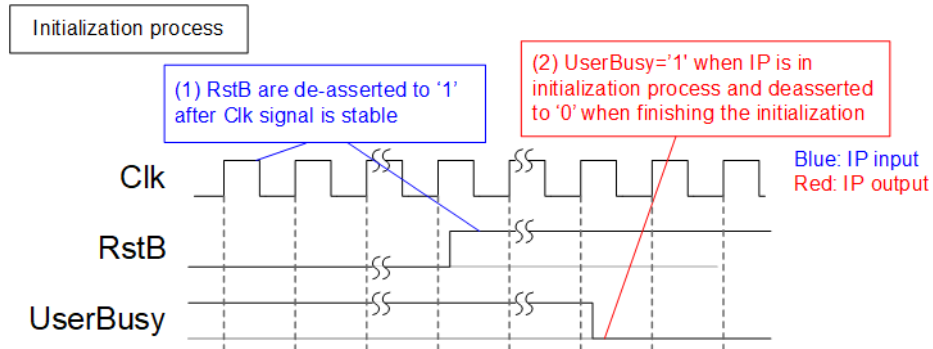 Initialization process
(1) RstB are de-asserted to ‘1’
after Clk signal is stable
(2) UserBusy='1' when IP is in
initialization process and deasserted
to ‘0’ when finishing the initialization
Blue: IP input
Red: IP output
Clk
RstB
UserBusy